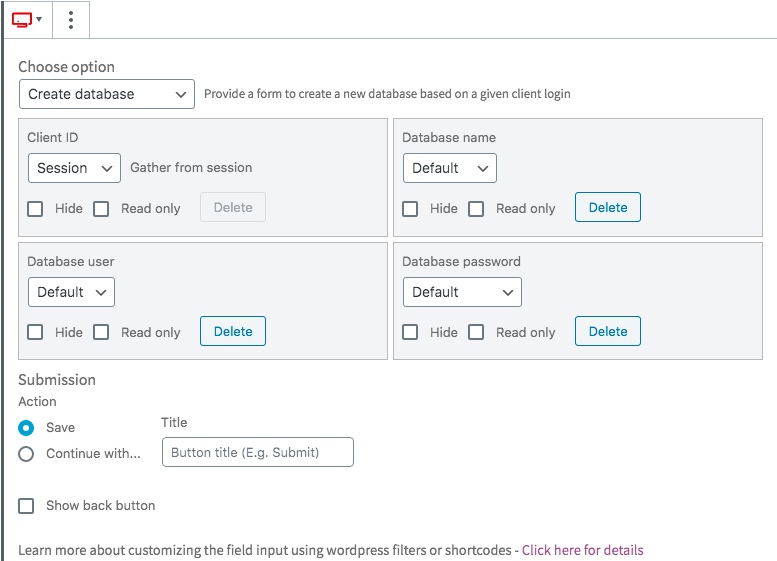 Choose option
Create database Provide a form to create a new database based on a given client login
Client ID
Session Gather from session
Hide Read only Delete
Database name
Default
Hide Read only Delete
Database user
Default
Hide Read only Delete
Database password
Default
Hide Read only Delete
Submission
Action
Save
Continue with...
Title
Button title (E.g. Submit)
Show back button
Learn more about customizing the field input using wordpress filters or shortcodes - Click here for details